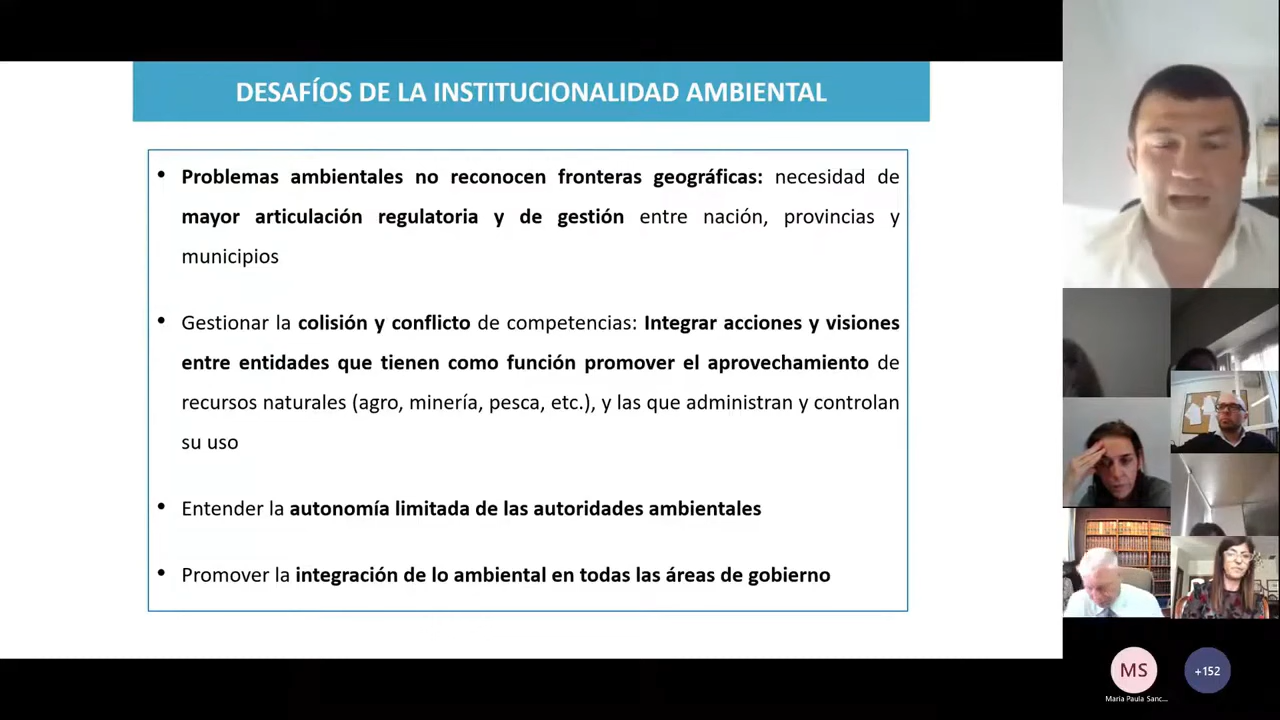 DESAFÍOS DE LA INSTITUCIONALIDAD AMBIENTAL
• Problemas ambientales no reconocen fronteras geográficas: necesidad de
mayor articulación regulatoria y de gestión entre nación, provincias y
municipios
• Gestionar la colisión y conflicto de competencias: Integrar acciones y visiones
entre entidades que tienen como función promover el aprovechamiento de
recursos naturales (agro, minería, pesca, etc.), y las que administran y controlan
su uso
• Entender la autonomía limitada de las autoridades ambientales
• Promover la integración de lo ambiental en todas las áreas de gobierno
MS
+152
Maria Paula Sanc...